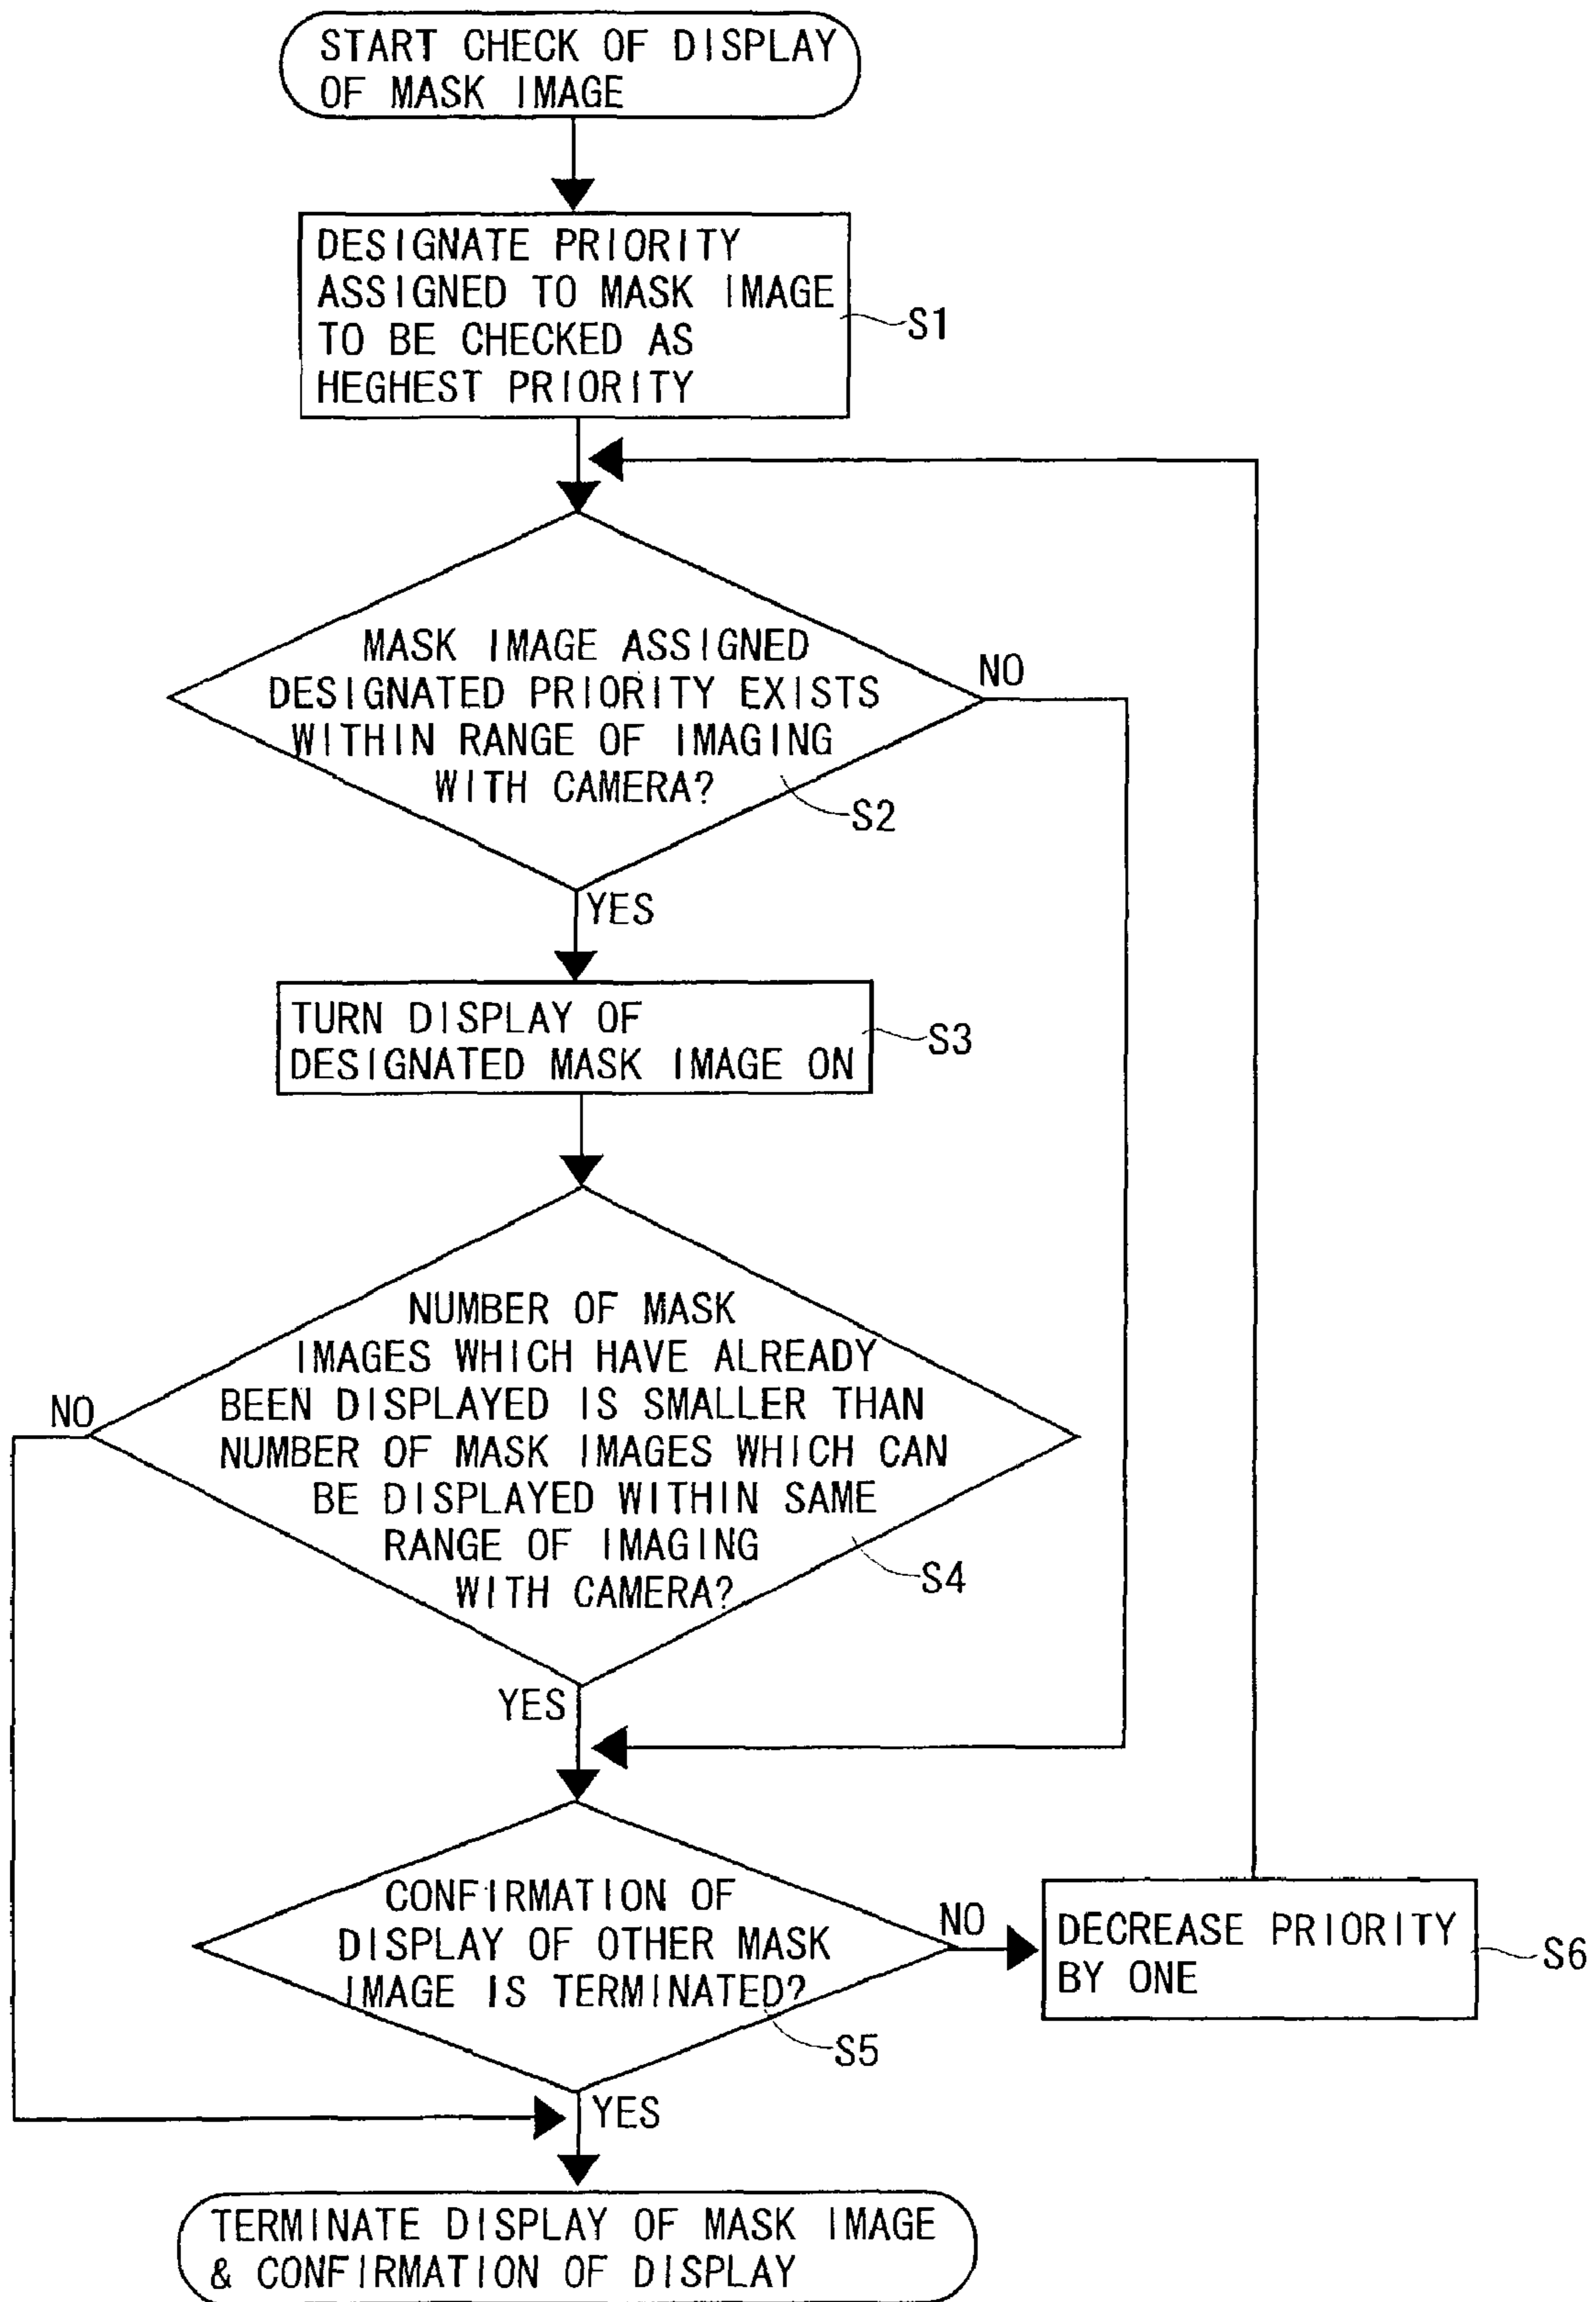 START CHECK OF DISPLAY
OF MASK IMAGE
DESIGNATE PRIORITY
ASSIGNED TO MASK IMAGE
TO BE CHECKED AS
HEGHEST PRIORITY
S1
MASK IMAGE ASSIGNED
DESIGNATED PRIORITY EXISTS
WITHIN RANGE OF IMAGING
WITH CAMERA?
NO
S2
YES
TURN DISPLAY OF
DESIGNATED MASK IMAGE ON
S3
NUMBER OF MASK
IMAGES WHICH HAVE ALREADY
BEEN DISPLAYED IS SMALLER THAN
NUMBER OF MASK IMAGES WHICH CAN
BE DISPLAYED WITHIN SAME
RANGE OF IMAGING
WITH CAMERA?
NO
S4
YES
CONFIRMATION OF
DISPLAY OF OTHER MASK
IMAGE IS TERMINATED?
NO
S5
DECREASE PRIORITY
BY ONE
S6
YES
TERMINATE DISPLAY OF MASK IMAGE
& CONFIRMATION OF DISPLAY